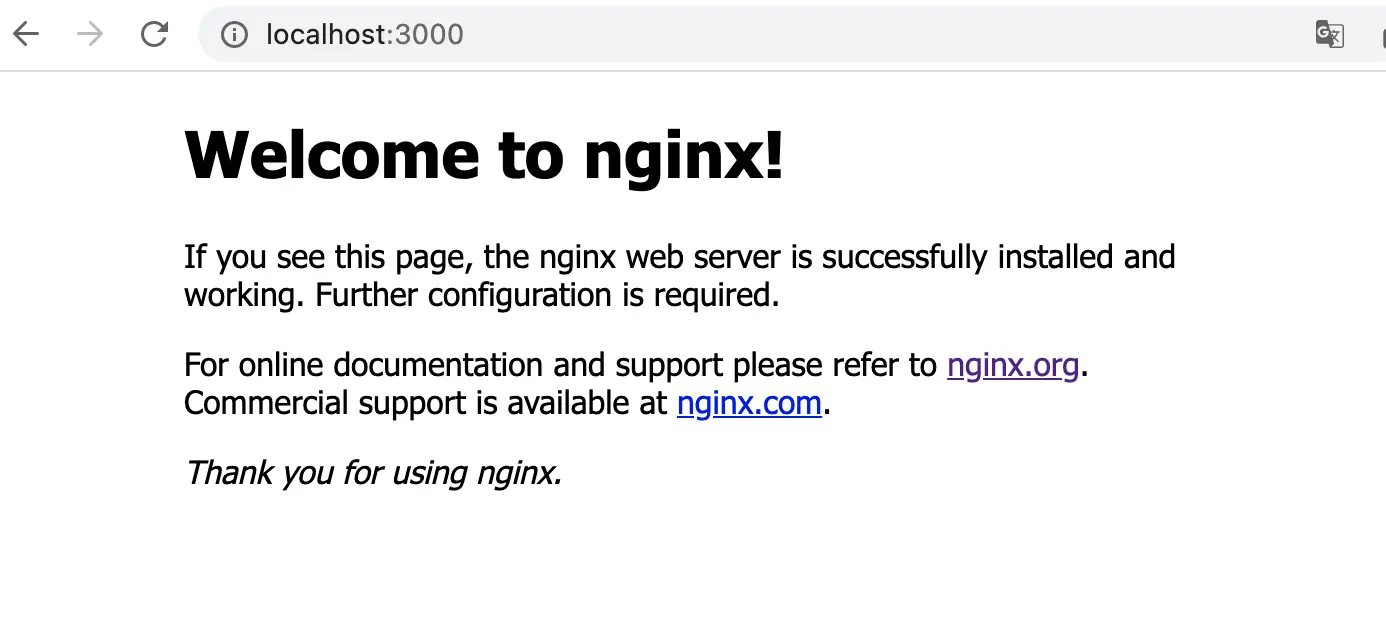 localhost:3000
Welcome to nginx!
If you see this page, the nginx web server is successfully installed and
working. Further configuration is required.
For online documentation and support please refer to nginx.org.
Commercial support is available at nginx.com.
Thank you for using nginx.